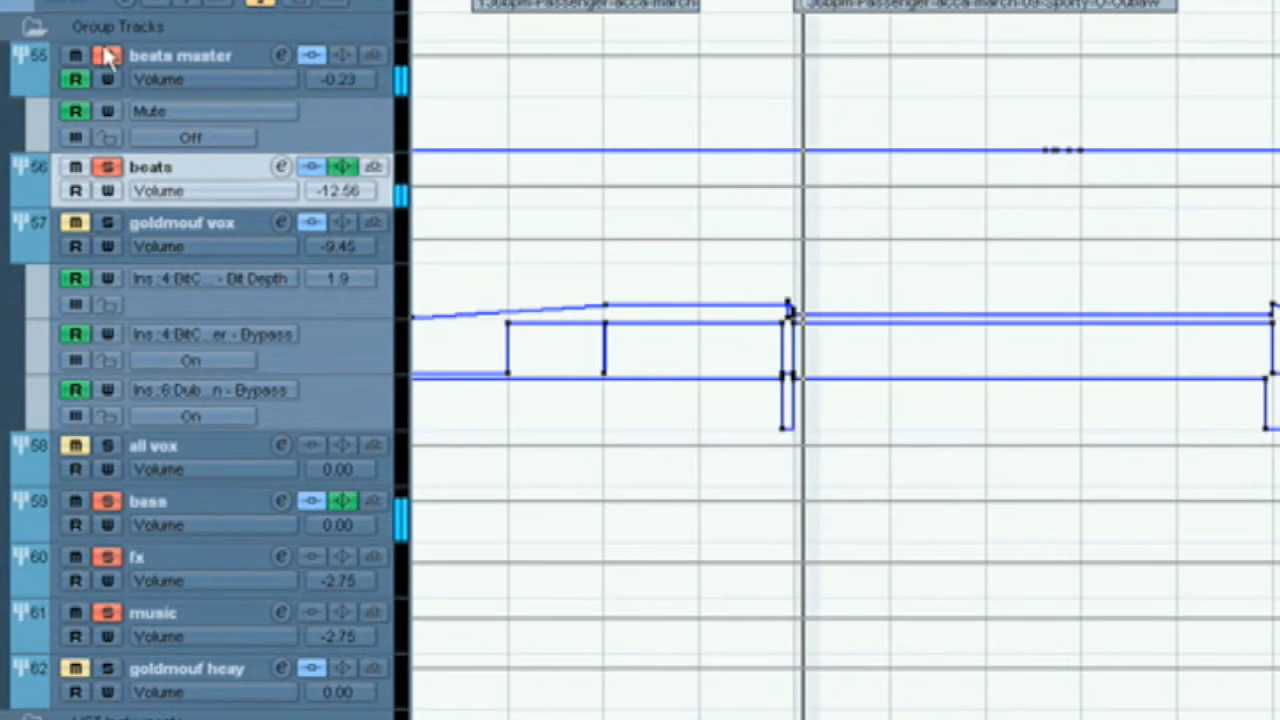 Group Tracks
55 m beats master e
R W Volume -0.23
R W Mute
Off
56 m S beats e
R W Volume -12.56
57 m S goldmouf vox e
R W Volume -9.45
R W Ins.:4:BitC... - Bit Depth 1.9
R W Ins.:4:BitC...er - Bypass
On
R W Ins.:6:Dub...n - Bypass
On
58 m S all vox e
R W Volume 0.00
59 m S bass e
R W Volume 0.00
60 m S fx e
R W Volume -2.75
61 m S music e
R W Volume -2.75
62 m S goldmouf heay e
R W Volume 0.00